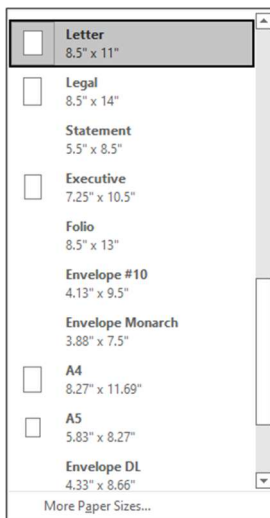 Letter
8.5" x 11"
Legal
8.5" x 14"
Statement
5.5" x 8.5"
Executive
7.25" x 10.5"
Folio
8.5" x 13"
Envelope #10
4.13" x 9.5"
Envelope Monarch
3.88" x 7.5"
A4
8.27" x 11.69"
A5
5.83" x 8.27"
Envelope DL
4.33" x 8.66"
More Paper Sizes...